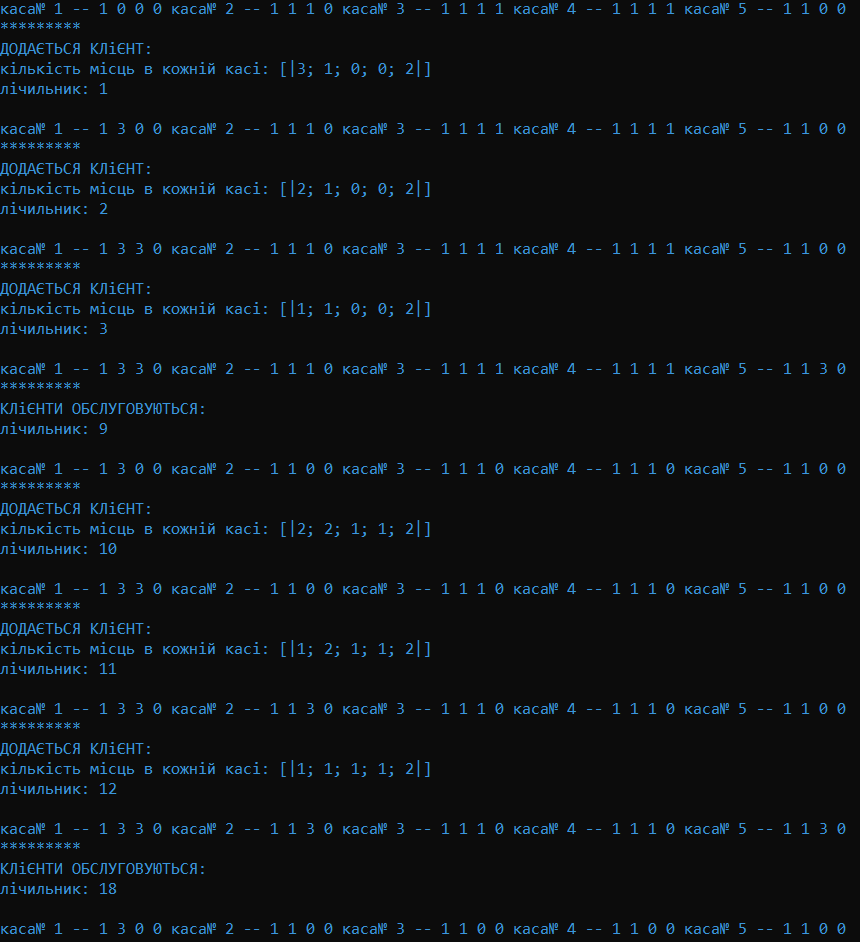 каса№ 1 -- 1 0 0 0 каса№ 2 -- 1 1 1 0 каса№ 3 -- 1 1 1 1 каса№ 4 -- 1 1 1 1 каса№ 5 -- 1 1 0 0
*********
ДОДАЄТЬСЯ КЛіЄНТ:
кількість місць в кожній касі: [|3; 1; 0; 0; 2|]
лічильник: 1
каса№ 1 -- 1 3 0 0 каса№ 2 -- 1 1 1 0 каса№ 3 -- 1 1 1 1 каса№ 4 -- 1 1 1 1 каса№ 5 -- 1 1 0 0
*********
ДОДАЄТЬСЯ КЛіЄНТ:
кількість місць в кожній касі: [|2; 1; 0; 0; 2|]
лічильник: 2
каса№ 1 -- 1 3 3 0 каса№ 2 -- 1 1 1 0 каса№ 3 -- 1 1 1 1 каса№ 4 -- 1 1 1 1 каса№ 5 -- 1 1 0 0
*********
ДОДАЄТЬСЯ КЛіЄНТ:
кількість місць в кожній касі: [|1; 1; 0; 0; 2|]
лічильник: 3
каса№ 1 -- 1 3 3 0 каса№ 2 -- 1 1 1 0 каса№ 3 -- 1 1 1 1 каса№ 4 -- 1 1 1 1 каса№ 5 -- 1 1 3 0
*********
КЛіЄНТИ ОБСЛУГОВУЮТЬСЯ:
лічильник: 9
каса№ 1 -- 1 3 0 0 каса№ 2 -- 1 1 0 0 каса№ 3 -- 1 1 1 0 каса№ 4 -- 1 1 1 0 каса№ 5 -- 1 1 0 0
*********
ДОДАЄТЬСЯ КЛіЄНТ:
кількість місць в кожній касі: [|2; 2; 1; 1; 2|]
лічильник: 10
каса№ 1 -- 1 3 3 0 каса№ 2 -- 1 1 0 0 каса№ 3 -- 1 1 1 0 каса№ 4 -- 1 1 1 0 каса№ 5 -- 1 1 0 0
*********
ДОДАЄТЬСЯ КЛіЄНТ:
кількість місць в кожній касі: [|1; 2; 1; 1; 2|]
лічильник: 11
каса№ 1 -- 1 3 3 0 каса№ 2 -- 1 1 3 0 каса№ 3 -- 1 1 1 0 каса№ 4 -- 1 1 1 0 каса№ 5 -- 1 1 0 0
*********
ДОДАЄТЬСЯ КЛіЄНТ:
кількість місць в кожній касі: [|1; 1; 1; 1; 2|]
лічильник: 12
каса№ 1 -- 1 3 3 0 каса№ 2 -- 1 1 3 0 каса№ 3 -- 1 1 1 0 каса№ 4 -- 1 1 1 0 каса№ 5 -- 1 1 3 0
*********
КЛіЄНТИ ОБСЛУГОВУЮТЬСЯ:
лічильник: 18
каса№ 1 -- 1 3 0 0 каса№ 2 -- 1 1 0 0 каса№ 3 -- 1 1 0 0 каса№ 4 -- 1 1 0 0 каса№ 5 -- 1 1 0 0